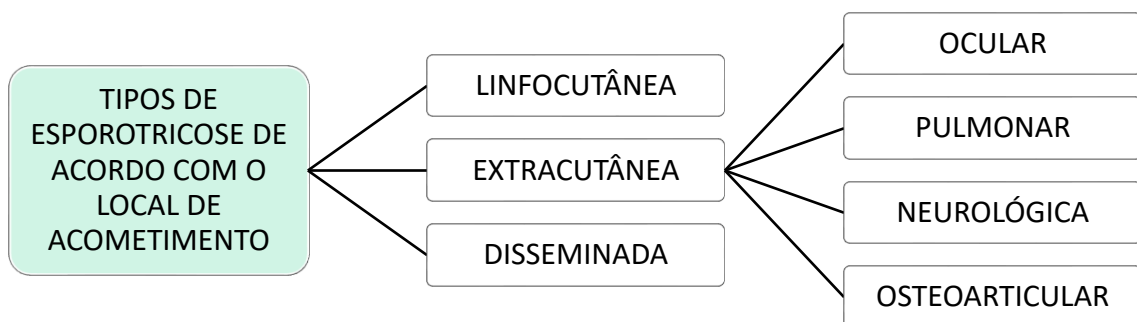 TIPOS DE
ESPOROTRICOSE DE
ACORDO COM O
LOCAL DE
ACOMETIMENTO
LINFOCUTÂNEA
EXTRACUTÂNEA
DISSEMINADA
OCULAR
PULMONAR
NEUROLÓGICA
OSTEOARTICULAR